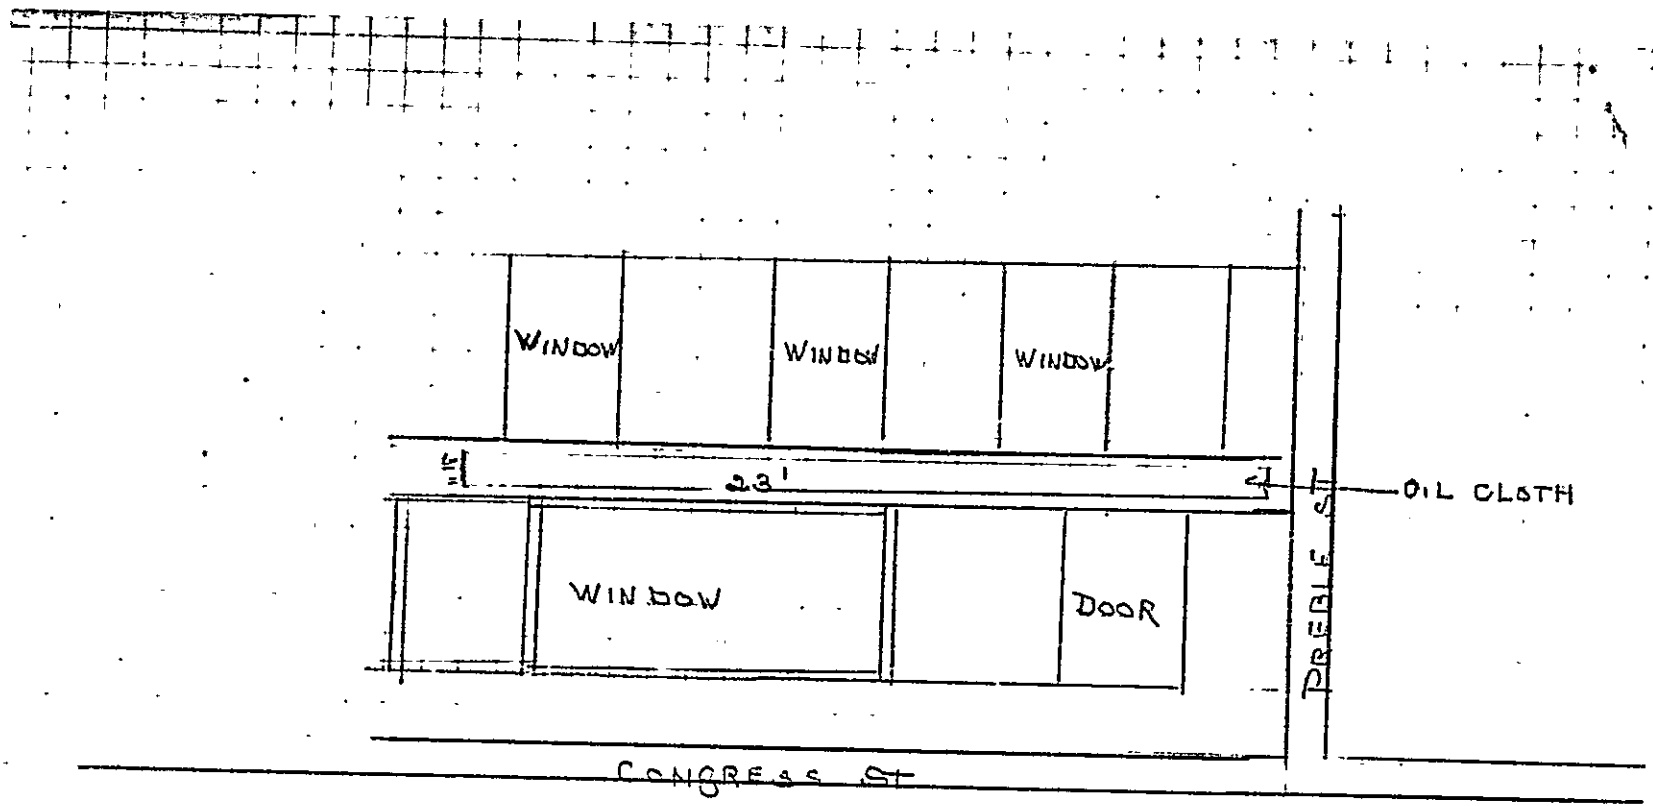 WINDOW
WINDOW
WINDOW
23'
OIL CLOTH
WINDOW
DOOR
PREBLE ST
CONGRESS ST